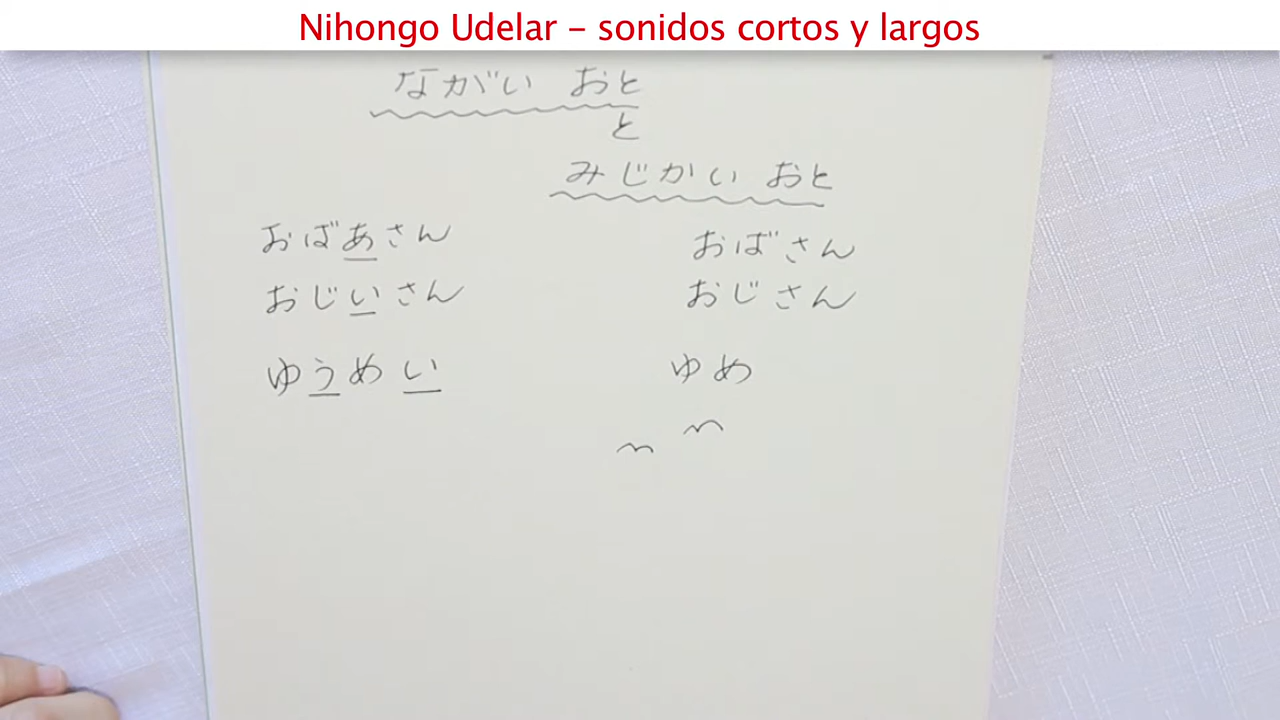 Nihongo Udelar – sonidos cortos y largos
ながい おと
と
みじかい おと
おばあさん
おばさん
おじいさん
おじさん
ゆうめい
ゆめ